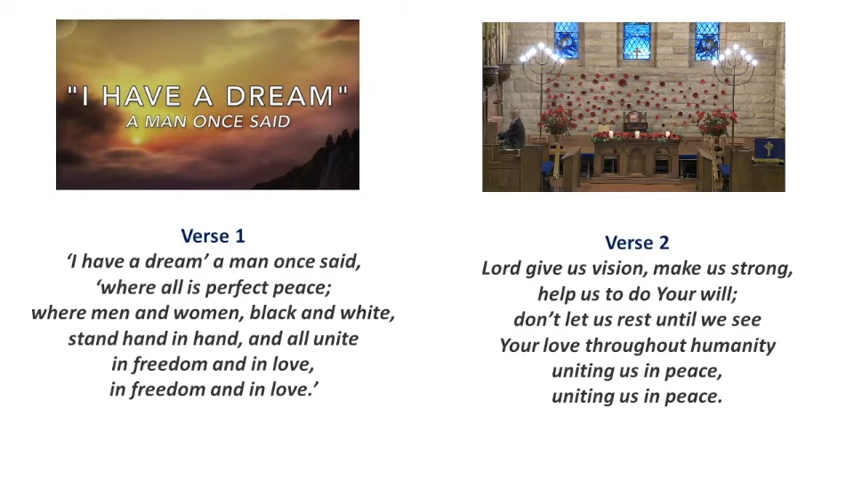 "I HAVE A DREAM"
A MAN ONCE SAID
Verse 1
‘I have a dream’ a man once said,
‘where all is perfect peace;
where men and women, black and white,
stand hand in hand, and all unite
in freedom and in love,
in freedom and in love.’
Verse 2
Lord give us vision, make us strong,
help us to do Your will;
don’t let us rest until we see
Your love throughout humanity
uniting us in peace,
uniting us in peace.